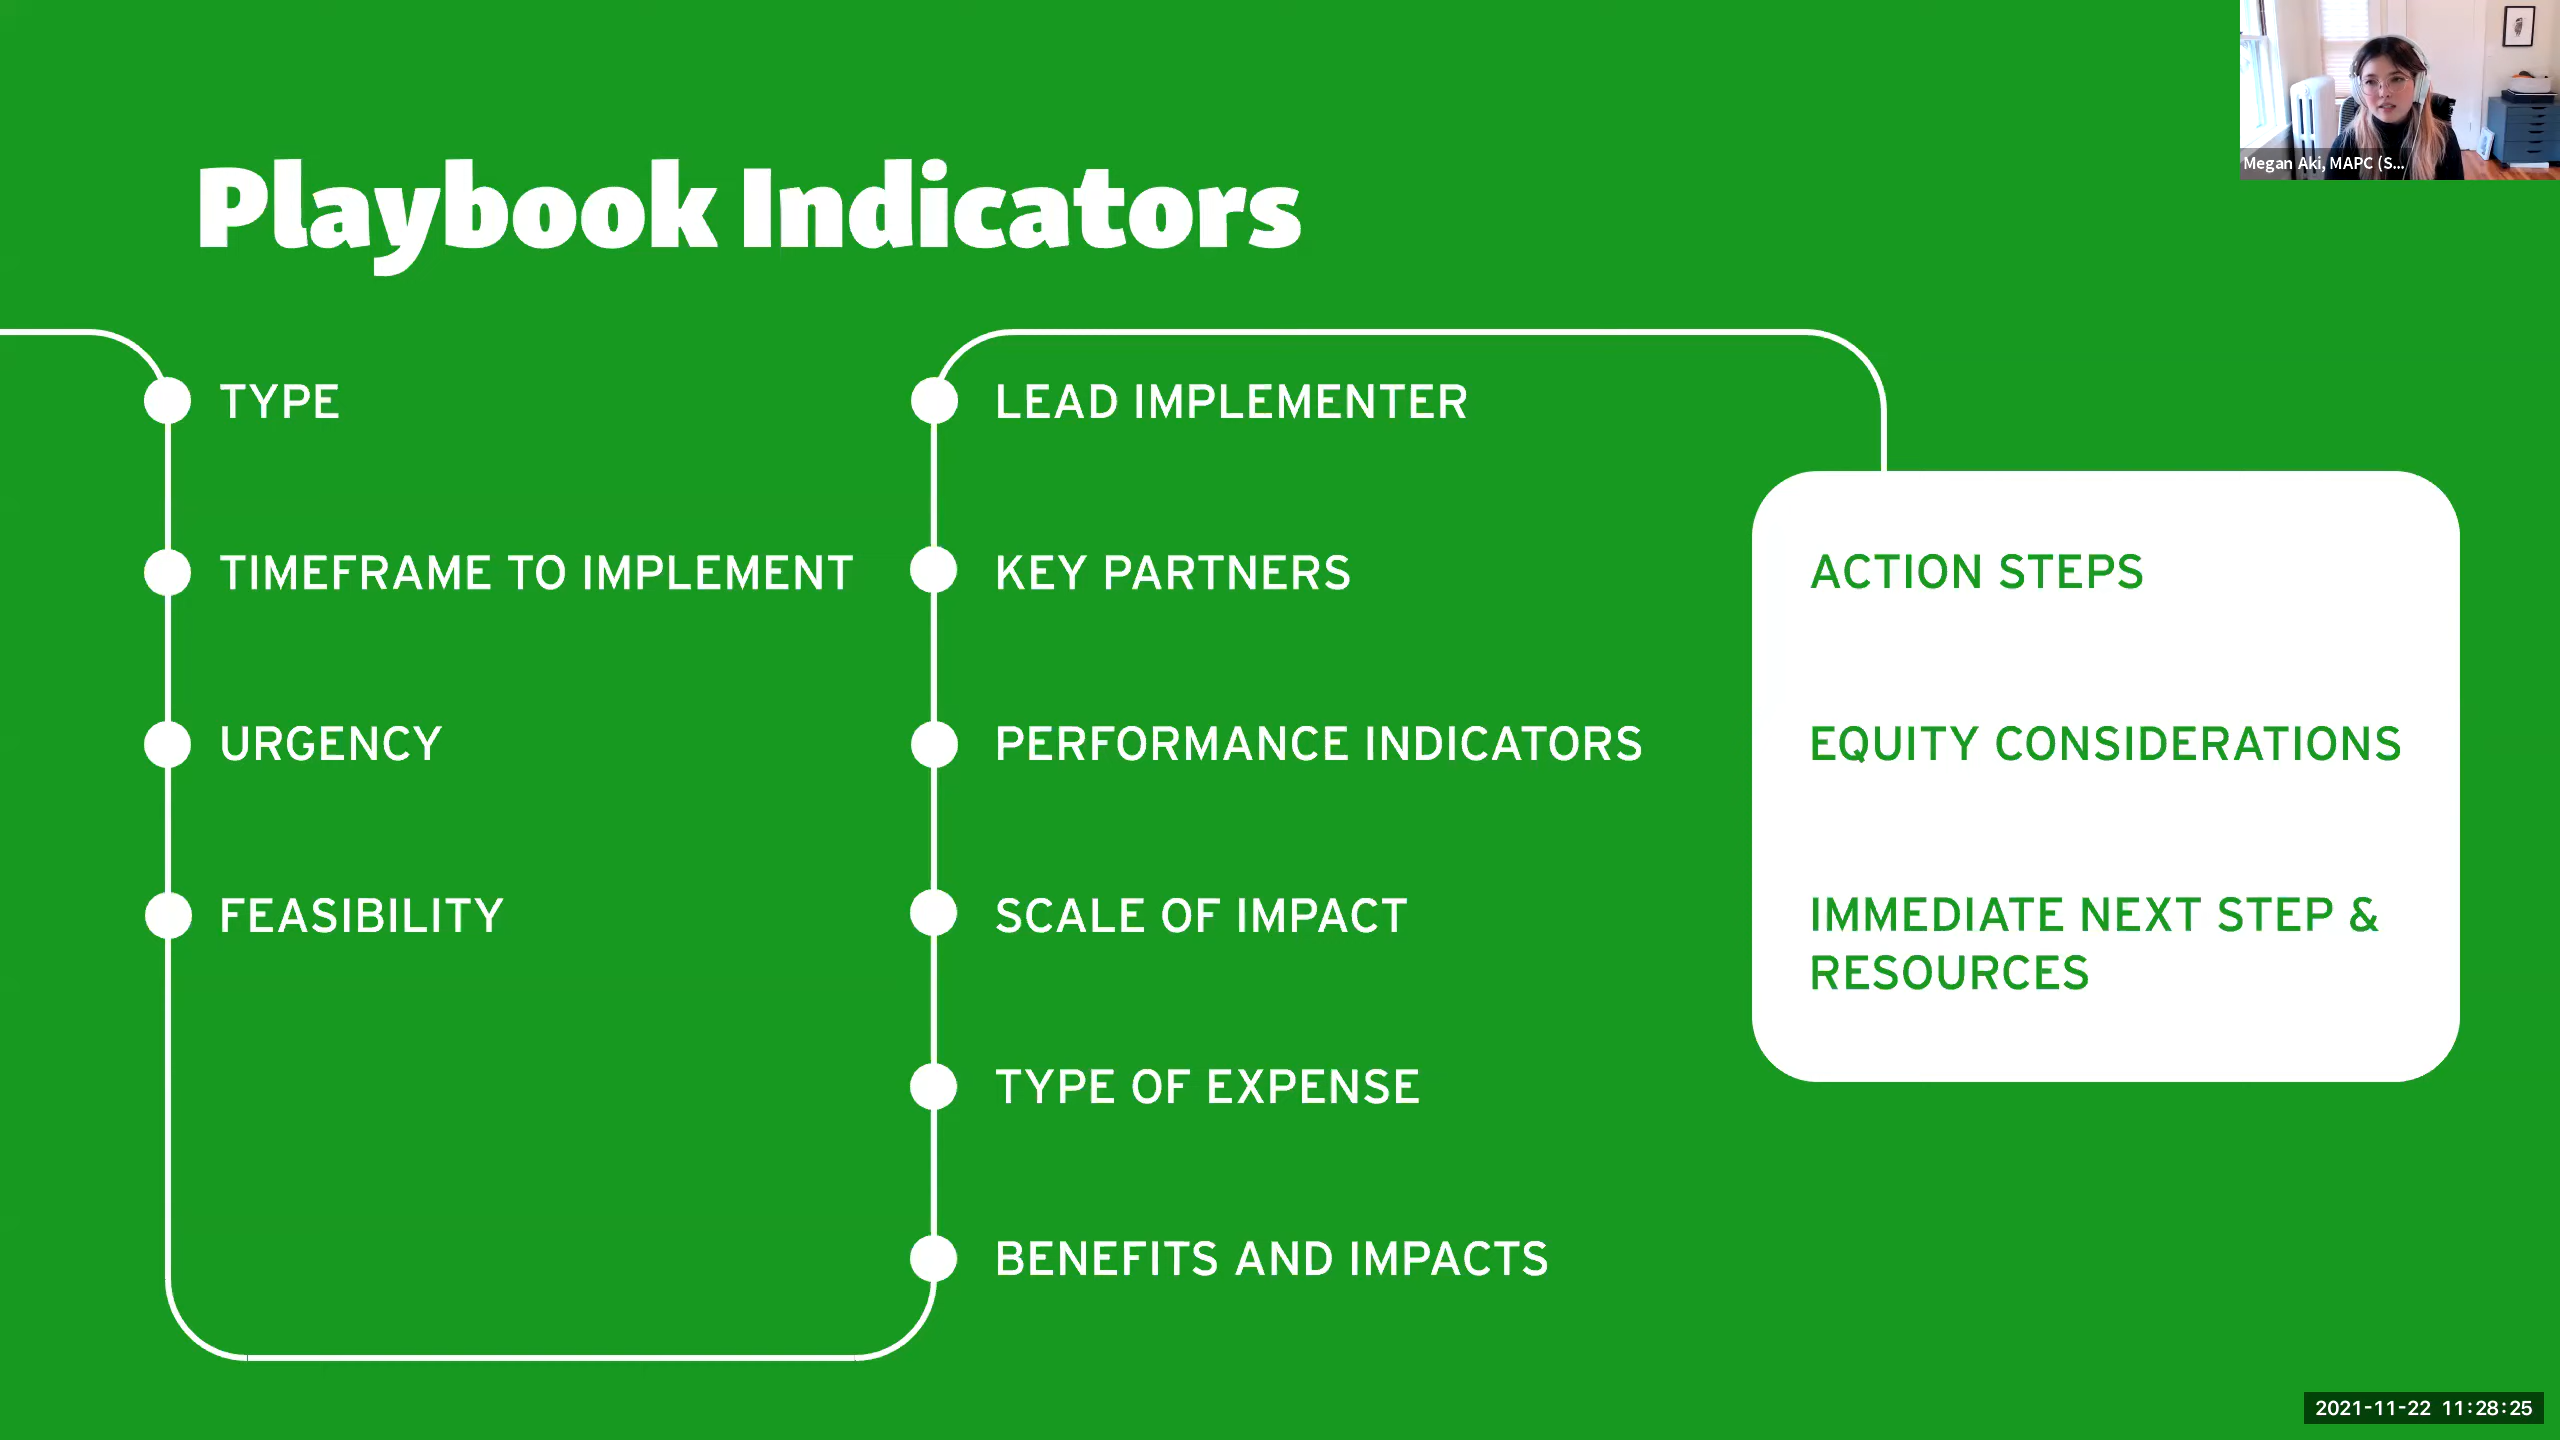 Playbook Indicators
TYPE
TIMEFRAME TO IMPLEMENT
URGENCY
FEASIBILITY
LEAD IMPLEMENTER
KEY PARTNERS
PERFORMANCE INDICATORS
SCALE OF IMPACT
TYPE OF EXPENSE
BENEFITS AND IMPACTS
ACTION STEPS
EQUITY CONSIDERATIONS
IMMEDIATE NEXT STEP &
RESOURCES
Megan Aki, MAPC (S...
2021-11-22 11:28:25